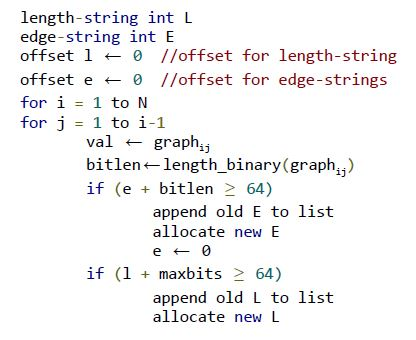 length-string int L
edge-string int E
offset l ← 0 //offset for length-string
offset e ← 0 //offset for edge-strings
for i = 1 to N
for j = 1 to i-1
val ← graphij
bitlen←length_binary(graphij)
if (e + bitlen ≥ 64)
append old E to list
allocate new E
e ← 0
if (l + maxbits ≥ 64)
append old L to list
allocate new L